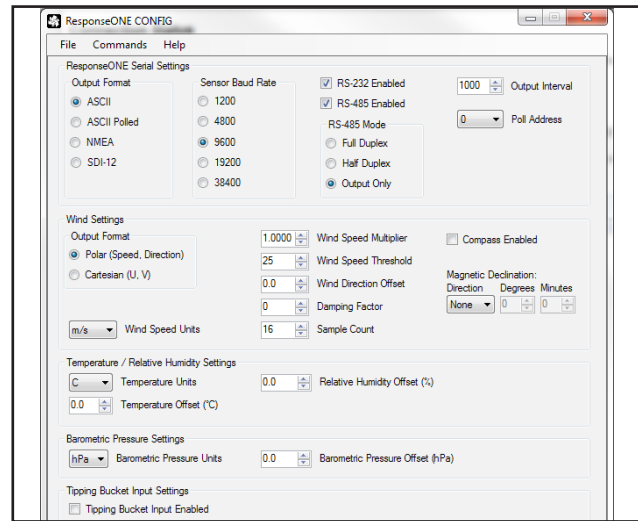 ResponseONE CONFIG
File Commands Help
ResponseONE Serial Settings
Output Format
ASCII
ASCII Polled
NMEA
SDI-12
Sensor Baud Rate
1200
4800
9600
19200
38400
RS-232 Enabled
RS-485 Enabled
RS-485 Mode
Full Duplex
Half Duplex
Output Only
1000 Output Interval
0 Poll Address
Wind Settings
Output Format
Polar (Speed, Direction)
Cartesian (U, V)
m/s Wind Speed Units
1.0000 Wind Speed Multiplier
25 Wind Speed Threshold
0.0 Wind Direction Offset
0 Damping Factor
16 Sample Count
Compass Enabled
Magnetic Declination:
Direction Degrees Minutes
None 0 0
Temperature / Relative Humidity Settings
C Temperature Units
0.0 Relative Humidity Offset (%)
0.0 Temperature Offset (°C)
Barometric Pressure Settings
hPa Barometric Pressure Units
0.0 Barometric Pressure Offset (hPa)
Tipping Bucket Input Settings
Tipping Bucket Input Enabled